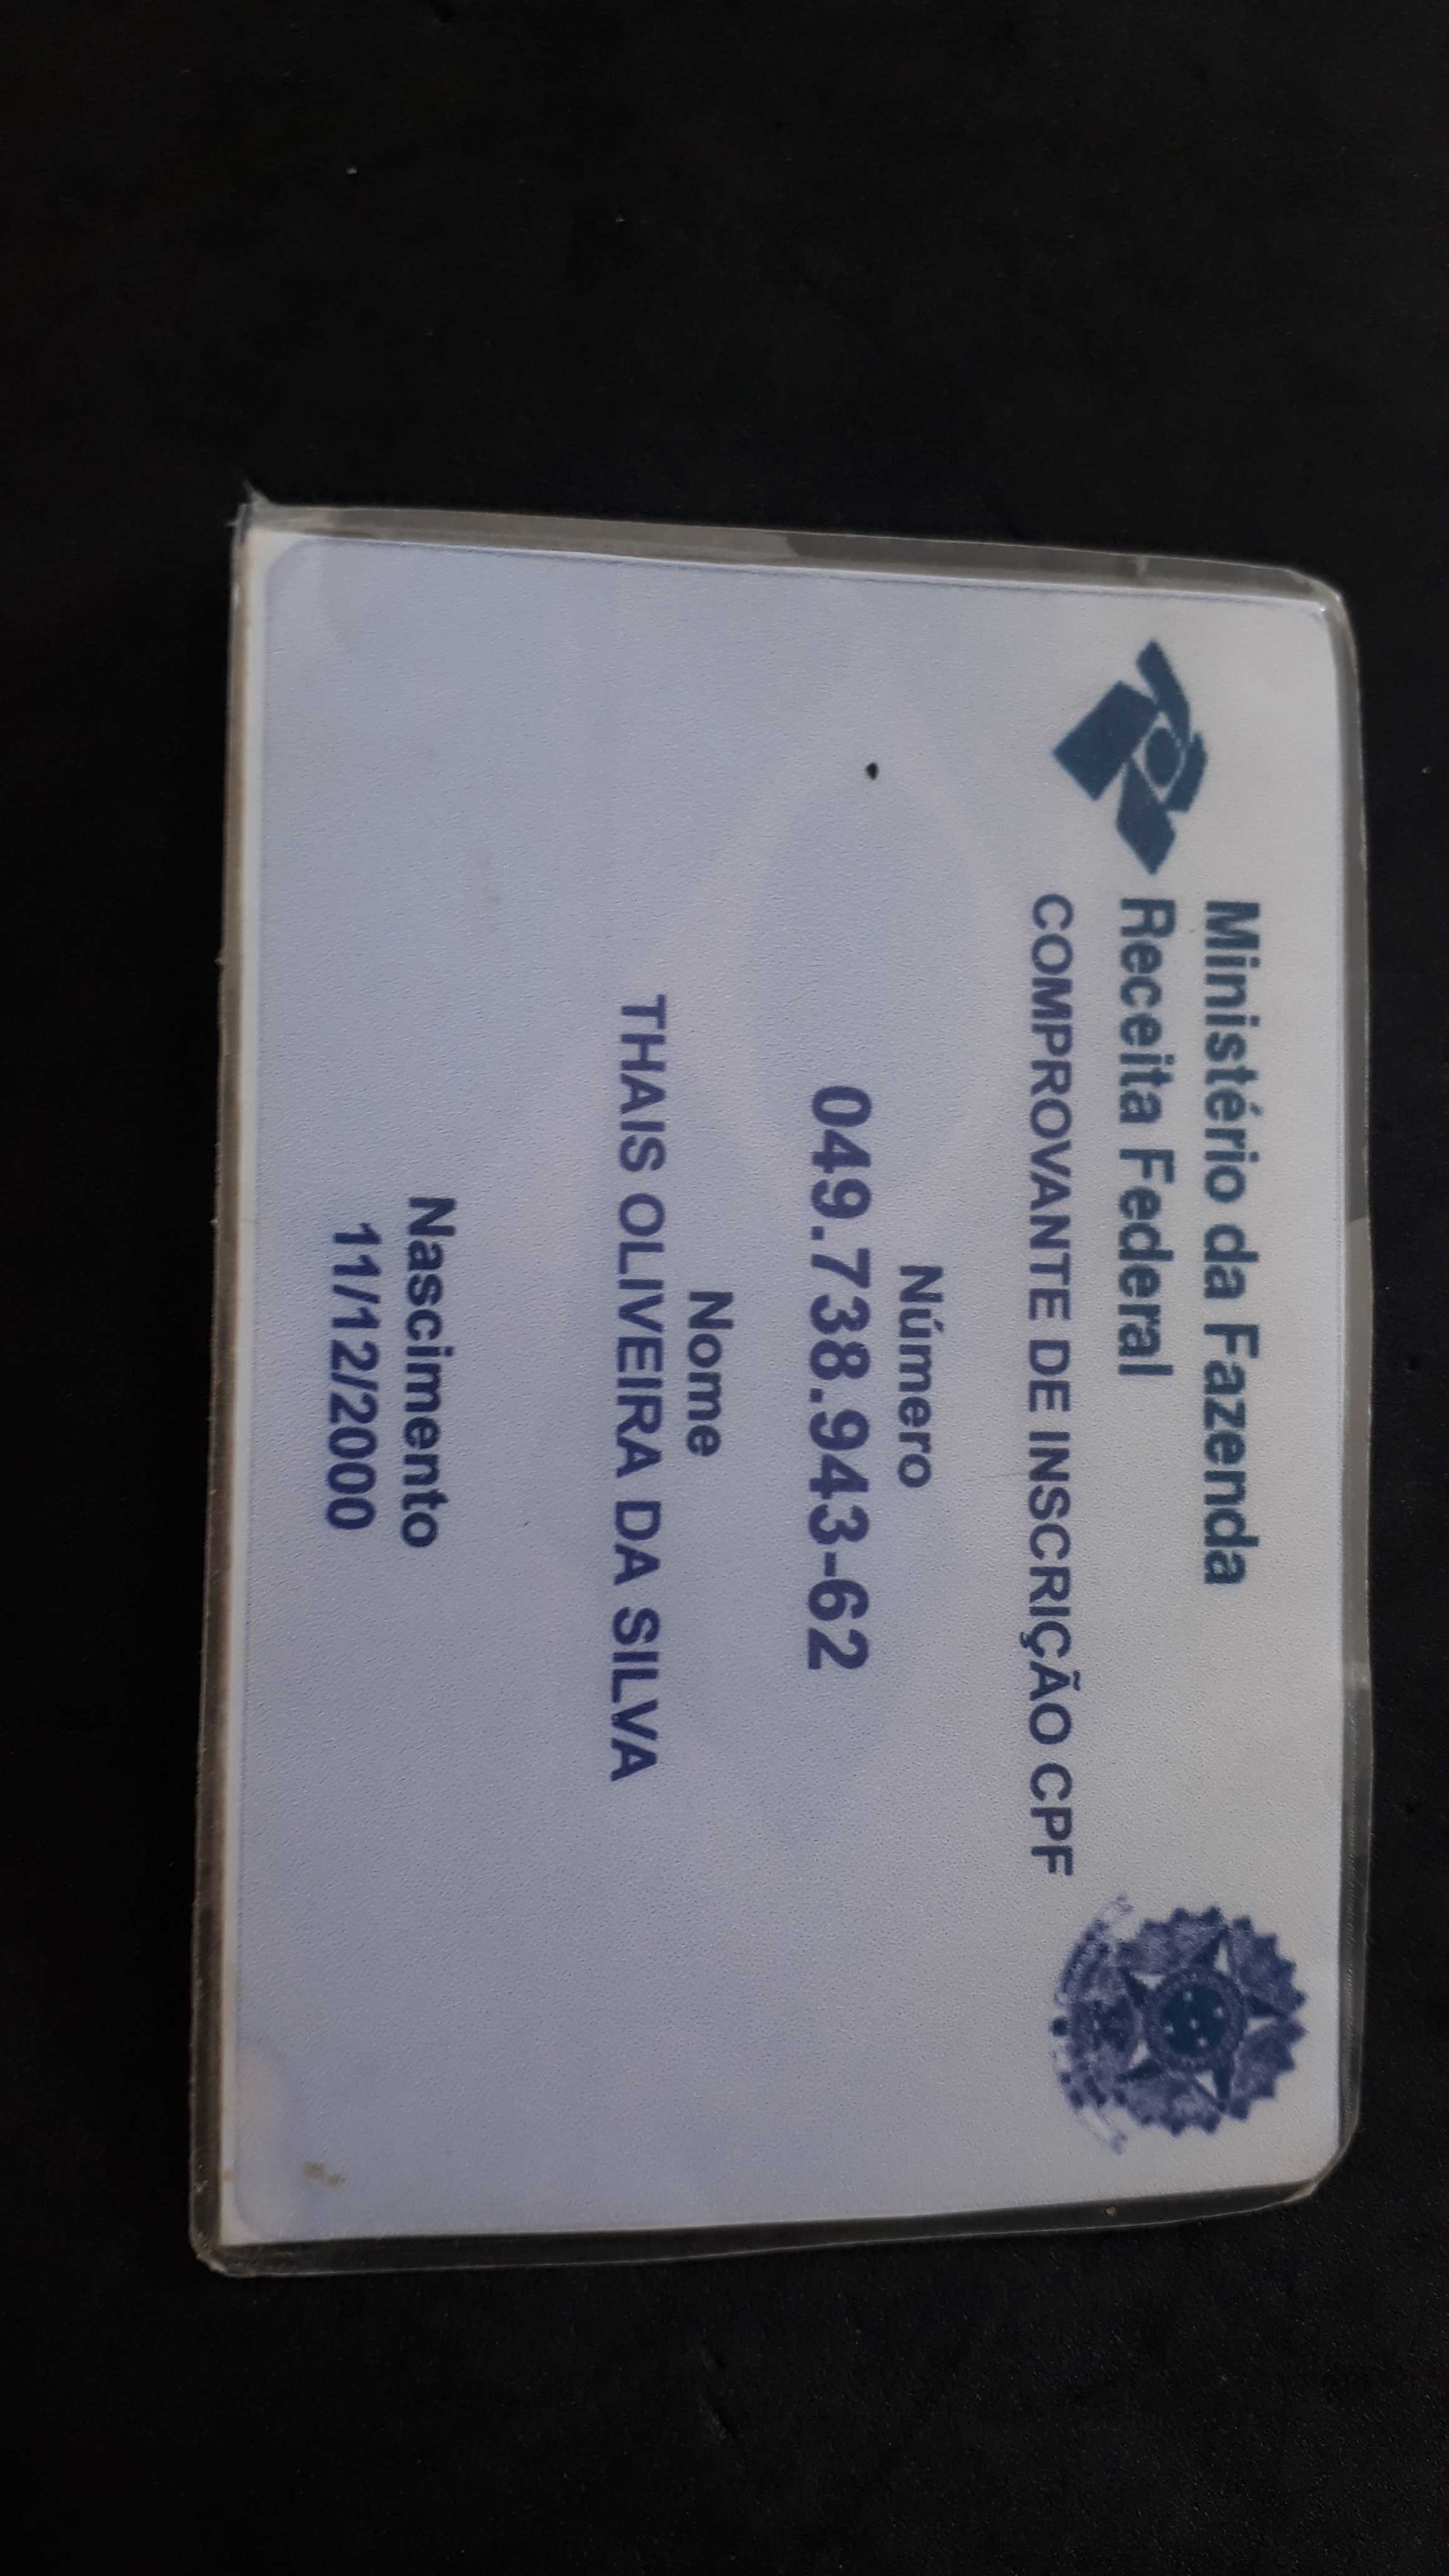 Ministério da Fazenda
Receita Federal
COMPROVANTE DE INSCRIÇÃO CPF
Número
049.738.943-62
Nome
THAIS OLIVEIRA DA SILVA
Nascimento
11/12/2000